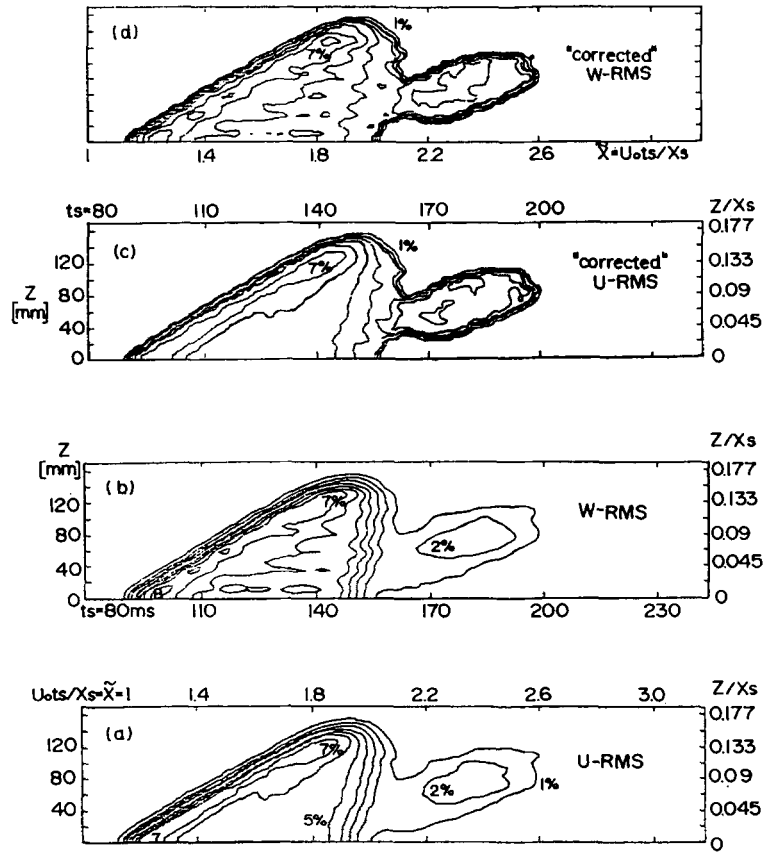 (d)
1%
7%
"corrected"
W-RMS
1 1.4 1.8 2.2 2.6 X̃=U₀ts/Xs
ts=80 110 140 170 200 Z/Xs
(c)
1%
7%
"corrected"
U-RMS
Z
[mm]
120
80
40
0
0.177
0.133
0.09
0.045
0
Z
[mm]
Z/Xs
(b)
7%
2%
8
W-RMS
120
80
40
0
0.177
0.133
0.09
0.045
0
ts=80ms 110 140 170 200 230
U₀ts/Xs=X̃=1 1.4 1.8 2.2 2.6 3.0 Z/Xs
(a)
7%
2%
1%
5%
7
U-RMS
120
80
40
0.177
0.133
0.09
0.045
0